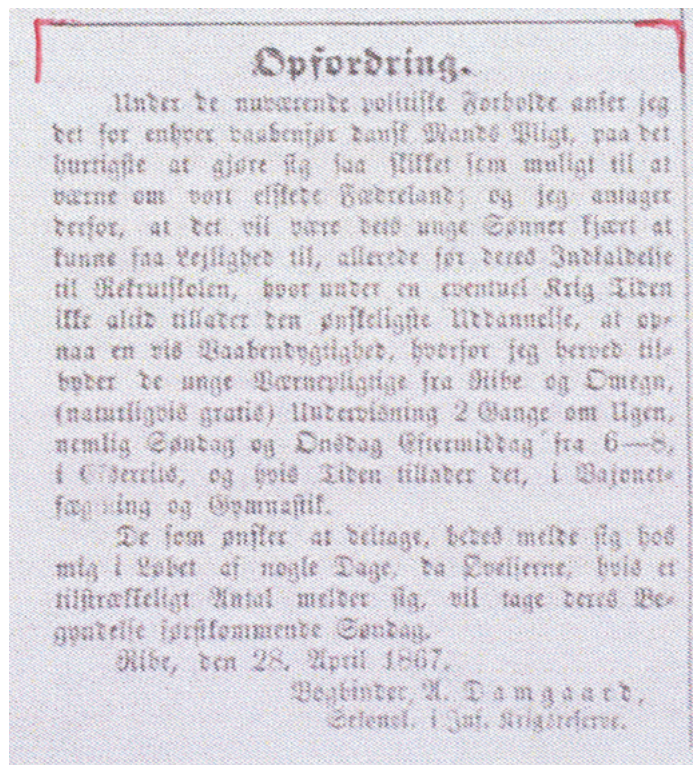 Opfordring.
Under de nuværende politiske Forholde anser jeg
det for enhver vaabenfør dansk Mands Pligt, paa det
hurtigste at gjøre sig saa skikket som muligt til at
værne om vort elskede Fædreland; og jeg antager
derfor, at det vil være dets unge Sønner kjært at
kunne faa Lejlighed til, allerede før deres Indkaldelse
til Rekrutskolen, hvor under en eventuel Krig Tiden
ikke altid tillader den ønskeligste Uddannelse, at op-
naa en vis Vaabendygtighed, hvorfor jeg herved til-
byder de unge Værnepligtige fra Ribe og Omegn,
(naturligvis gratis) Undervisning 2 Gange om Ugen,
nemlig Søndag og Onsdag Eftermiddag fra 6—8,
i og hvis Tiden tillader det, i Bajonet-
fægtning og Gymnastik.
De som ønsker at deltage, bedes melde sig hos
mig i Løbet af nogle Dage, da Øvelserne, hvis et
tilstrækkeligt Antal melder sig, vil tage deres Be-
gyndelse førstkommende Søndag.
Ribe, den 28. April 1867.
Bogbinder, A. Damgaard,
i Inf. Krigsreserve.